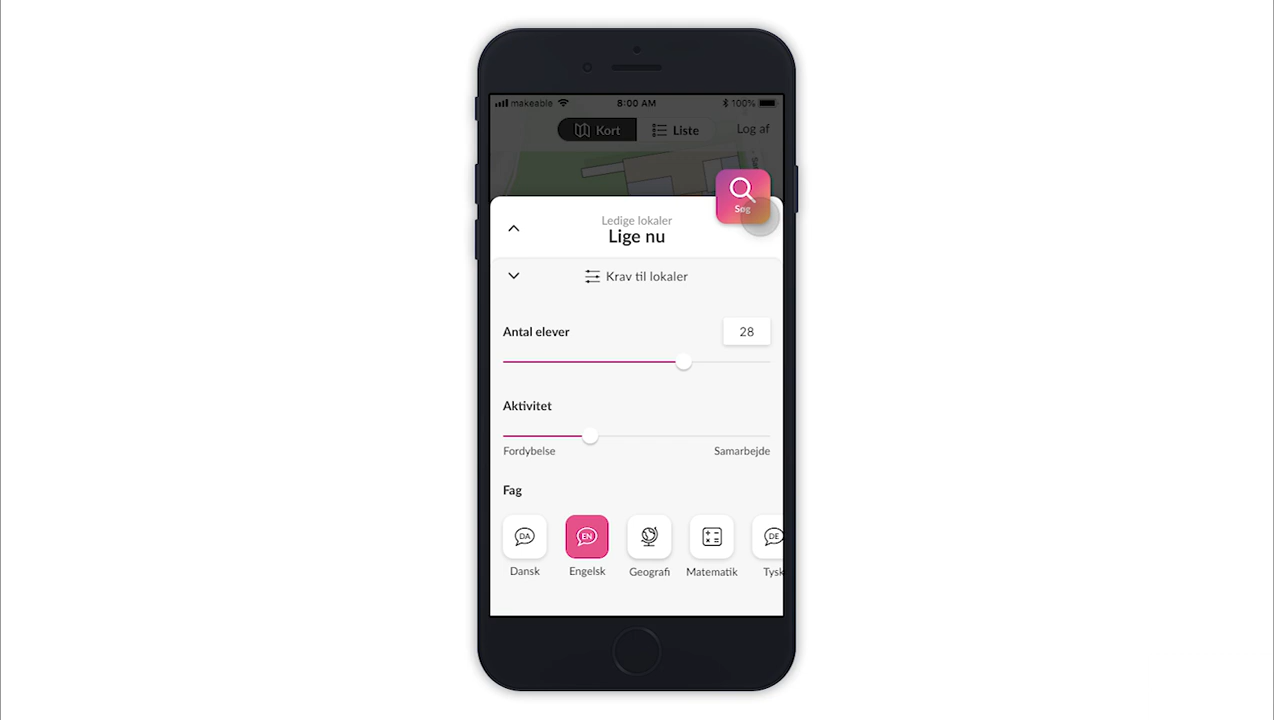 makeable 8:00 AM 100%
Kort Liste Log af
Søg
Ledige lokaler
Lige nu
Krav til lokaler
Antal elever 28
Aktivitet
Fordybelse Samarbejde
Fag
DA EN DE
Dansk Engelsk Geografi Matematik Tysk